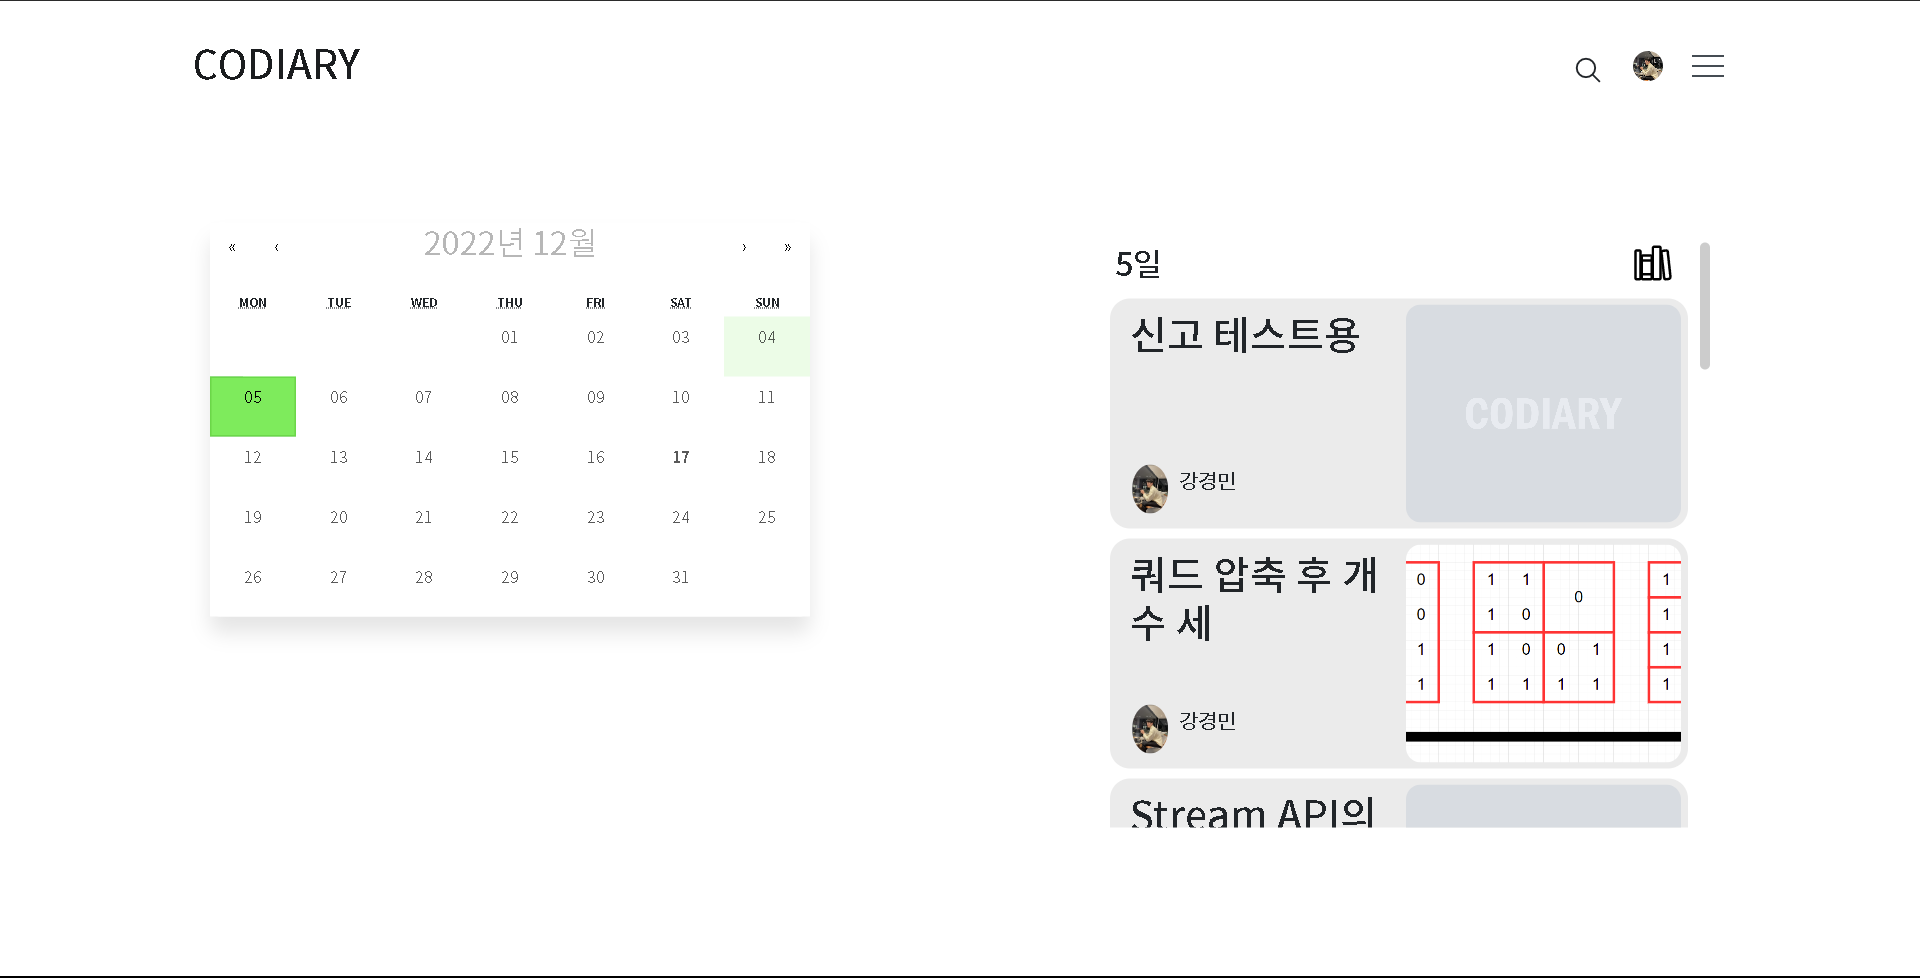 CODIARY
« ‹ 2022년 12월 › »
MON TUE WED THU FRI SAT SUN
01 02 03 04
05 06 07 08 09 10 11
12 13 14 15 16 17 18
19 20 21 22 23 24 25
26 27 28 29 30 31
5일
신고 테스트용
CODIARY
강경민
쿼드 압축 후 개
수 세
강경민
0 1 1 0 1
0 1 0 1
1 1 0 0 1 1
1 1 1 1 1 1
Stream API의